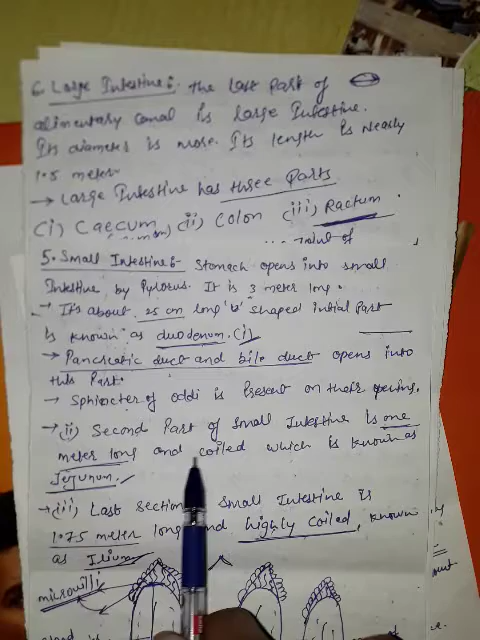 6. Large Intestine :- the last part of
alimentary canal is large Intestine.
Its diameter is more. Its length is nearly
1.5 meter
→ Large Intestine has three parts
(i) Caecum, (ii) Colon (iii) Ractum
5. Small Intestine :- Stomach opens into small
Intestine by Pylorus. It is 3 meter long.
→ It's about 25 cm long 'U' shaped initial part
is known as duodenum. (i)
→ Pancreatic duct and bile duct opens into
this part.
→ Sphincter of oddi is present on their opening.
→ (ii) Second Part of small Intestine is one
meter long and coiled which is known as
Jejunum.
→ (iii) Last section small Intestine is
1.75 meter long and highly coiled, known
as Ilium
microvilli